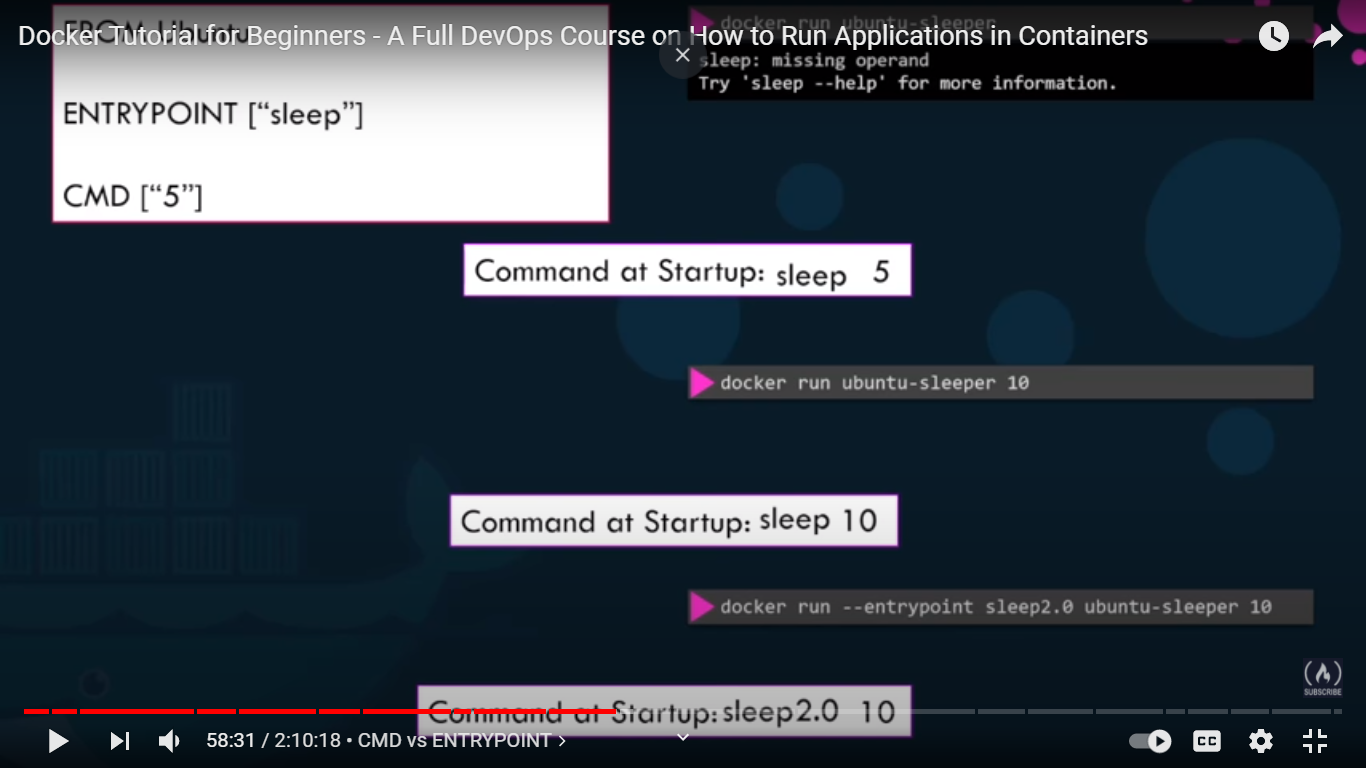 FROM Ubuntu
docker run ubuntu-sleeper
Docker Tutorial for Beginners - A Full DevOps Course on How to Run Applications in Containers
sleep: missing operand
Try 'sleep --help' for more information.
ENTRYPOINT [“sleep”]
CMD [“5”]
Command at Startup: sleep 5
docker run ubuntu-sleeper 10
Command at Startup: sleep 10
docker run --entrypoint sleep2.0 ubuntu-sleeper 10
SUBSCRIBE
Command at Startup: sleep2.0 10
58:31 / 2:10:18 • CMD vs ENTRYPOINT
CC